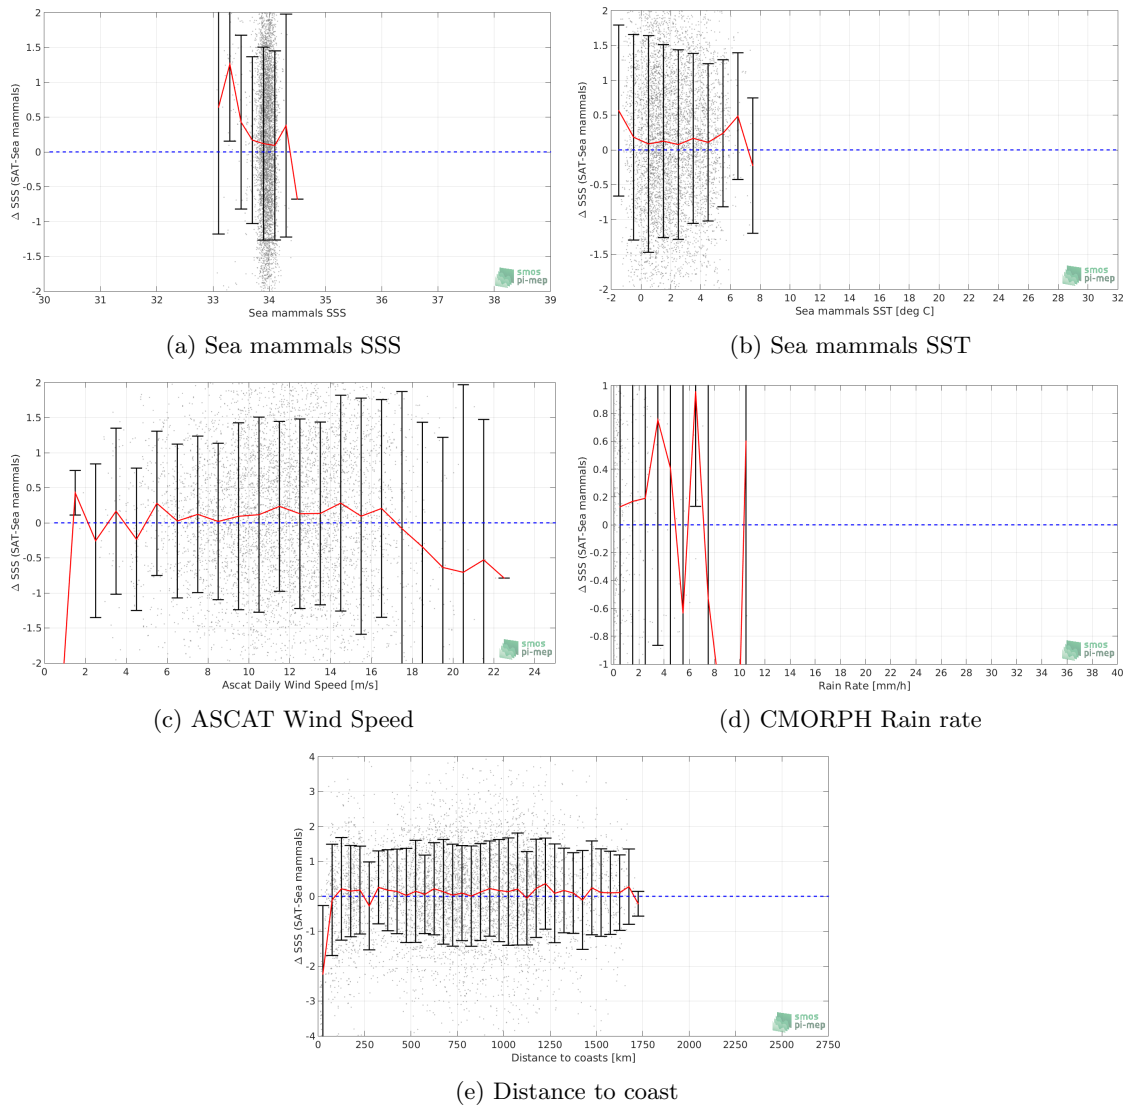 2
1.5
1
0.5
0
-0.5
-1
-1.5
-2
Δ SSS (SAT-Sea mammals)
30 31 32 33 34 35 36 37 38 39
Sea mammals SSS
smos
pi-mep
(a) Sea mammals SSS
2
1.5
1
0.5
0
-0.5
-1
-1.5
-2
Δ SSS (SAT-Sea mammals)
-2 0 2 4 6 8 10 12 14 16 18 20 22 24 26 28 30 32
Sea mammals SST [deg C]
smos
pi-mep
(b) Sea mammals SST
2
1.5
1
0.5
0
-0.5
-1
-1.5
-2
Δ SSS (SAT-Sea mammals)
0 2 4 6 8 10 12 14 16 18 20 22 24
Ascat Daily Wind Speed [m/s]
smos
pi-mep
(c) ASCAT Wind Speed
1
0.8
0.6
0.4
0.2
0
-0.2
-0.4
-0.6
-0.8
-1
Δ SSS (SAT-Sea mammals)
0 2 4 6 8 10 12 14 16 18 20 22 24 26 28 30 32 34 36 38 40
Rain Rate [mm/h]
smos
pi-mep
(d) CMORPH Rain rate
4
3
2
1
0
-1
-2
-3
-4
Δ SSS (SAT-Sea mammals)
0 250 500 750 1000 1250 1500 1750 2000 2250 2500 2750
Distance to coasts [km]
smos
pi-mep
(e) Distance to coast